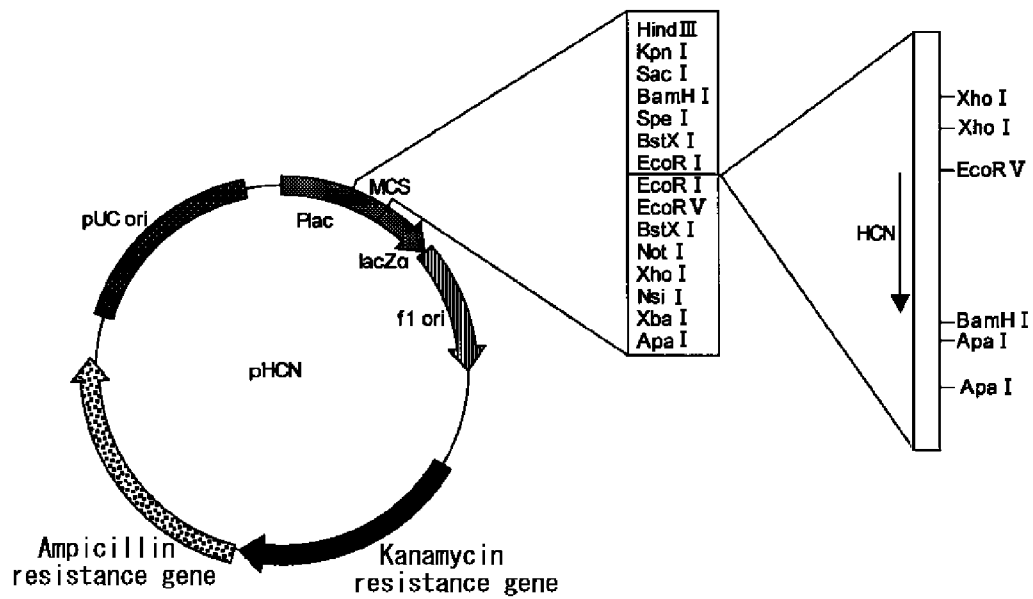 Hind Ⅲ
Kpn Ⅰ
Sac Ⅰ
BamH Ⅰ
Spe Ⅰ
BstX Ⅰ
EcoR Ⅰ
EcoR Ⅰ
EcoR Ⅴ
BstX Ⅰ
Not Ⅰ
Xho Ⅰ
Nsi Ⅰ
Xba Ⅰ
Apa Ⅰ
Xho Ⅰ
Xho Ⅰ
EcoR Ⅴ
HCN
BamH Ⅰ
Apa Ⅰ
Apa Ⅰ
MCS
Plac
pUC ori
lacZα
f1 ori
pHCN
Ampicillin
resistance gene
Kanamycin
resistance gene